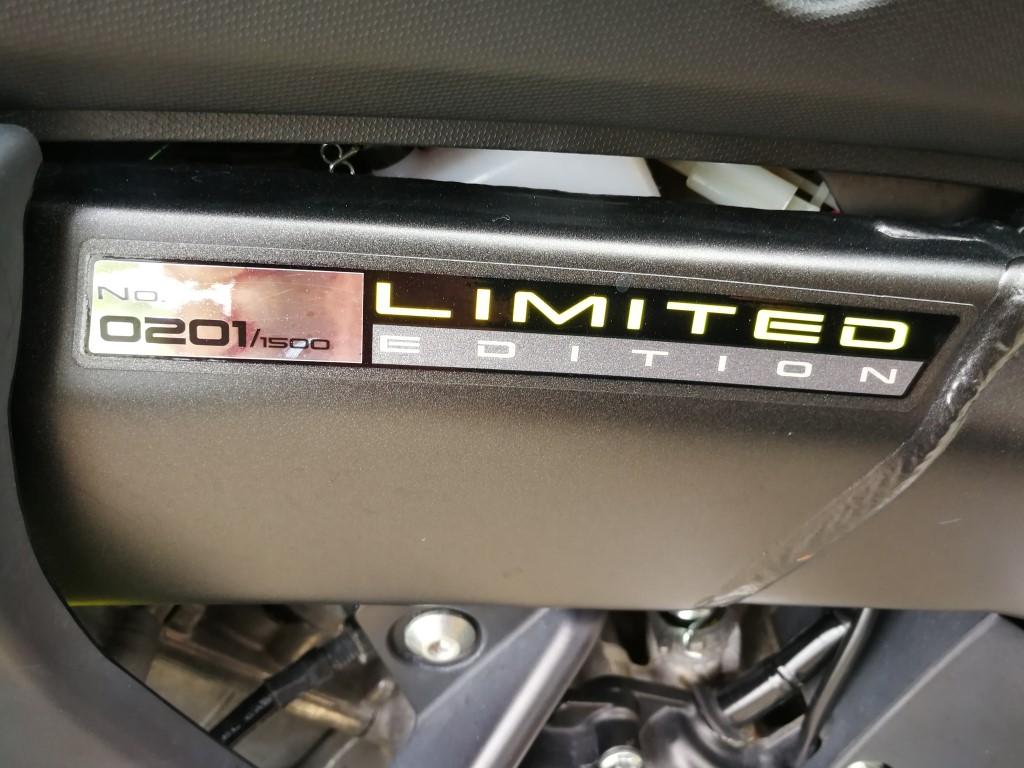 No.
0201/1500
LIMITED
EDITION